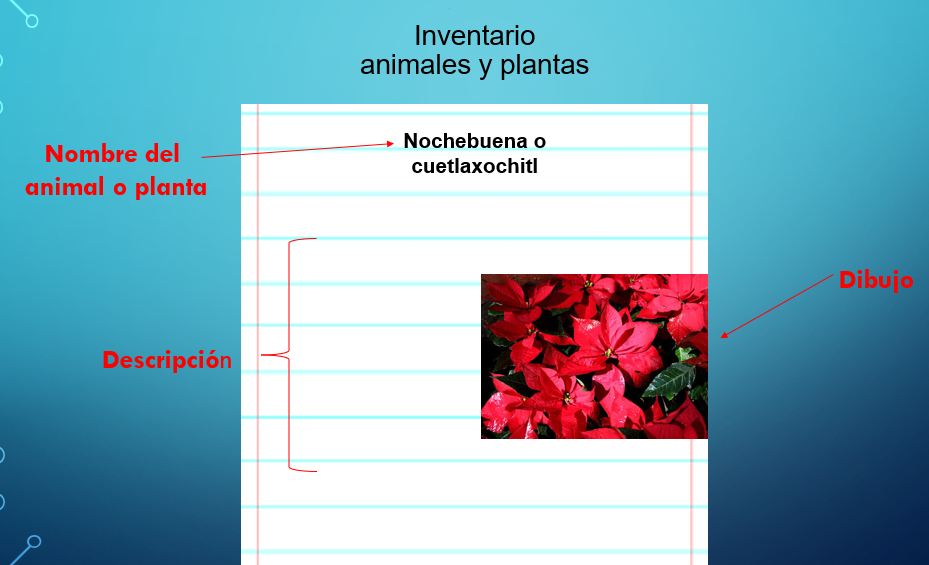 Inventario
animales y plantas
Nombre del
animal o planta
Nochebuena o
cuetlaxochitl
Dibujo
Descripción